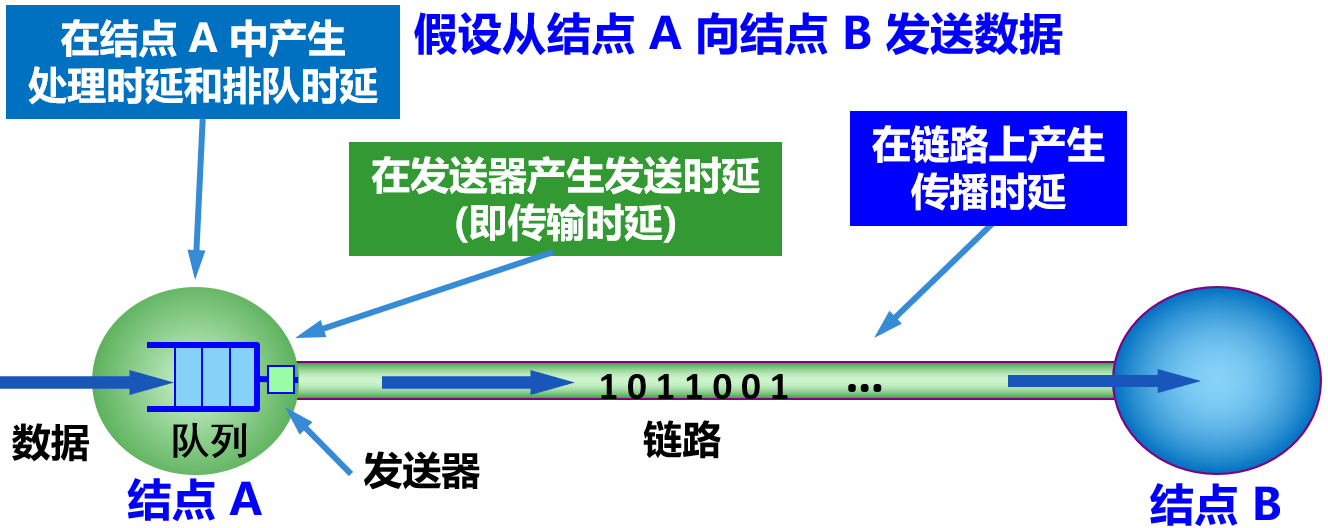 假设从结点 A 向结点 B 发送数据
在结点 A 中产生
处理时延和排队时延
在发送器产生发送时延
(即传输时延)
在链路上产生
传播时延
1 0 1 1 0 0 1 ...
数据
队列
发送器
链路
结点 A
结点 B